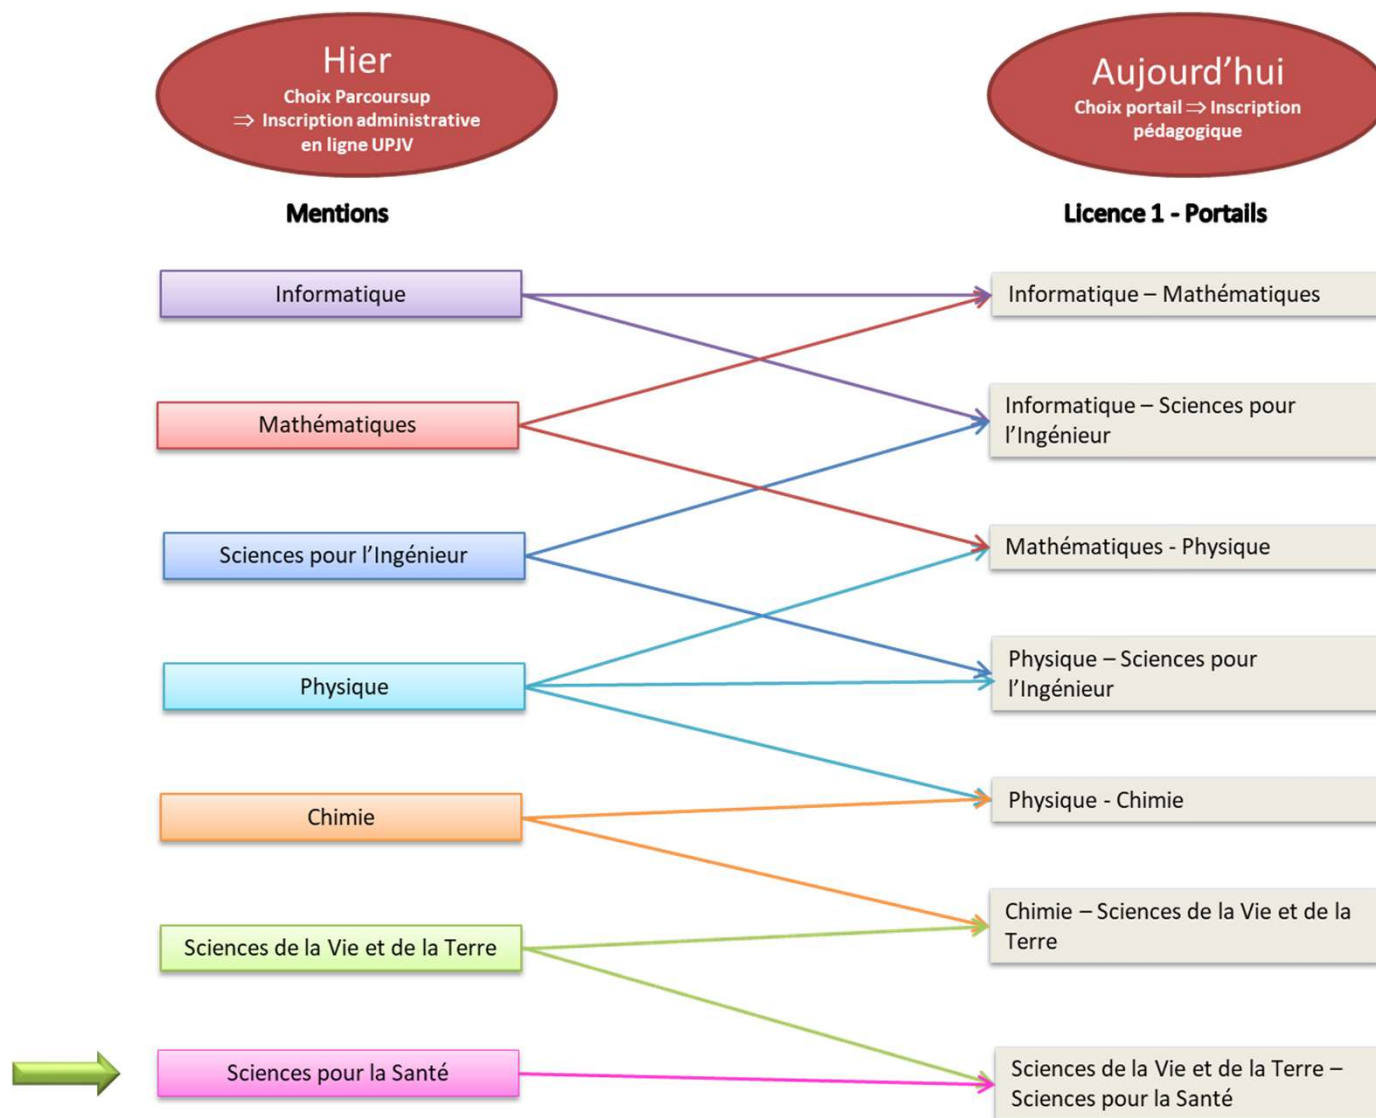 Hier
Choix Parcoursup
⇒ Inscription administrative
en ligne UPJV
Aujourd'hui
Choix portail ⇒ Inscription
pédagogique
Mentions
Licence 1 - Portails
Informatique
Informatique – Mathématiques
Mathématiques
Informatique – Sciences pour
l'Ingénieur
Sciences pour l'Ingénieur
Mathématiques - Physique
Physique
Physique – Sciences pour
l'Ingénieur
Chimie
Physique - Chimie
Sciences de la Vie et de la Terre
Chimie – Sciences de la Vie et de la
Terre
Sciences pour la Santé
Sciences de la Vie et de la Terre –
Sciences pour la Santé